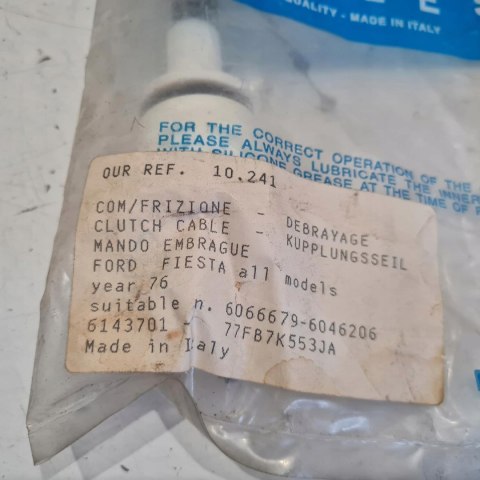 QUALITY - MADE IN ITALY
FOR THE CORRECT OPERATION OF THE
PLEASE ALWAYS LUBRICATE THE INNER
WITH SILICONE GREASE AT THE TIME OF
OUR REF. 10.241
COM/FRIZIONE - DEBRAYAGE
CLUTCH CABLE - KUPPLUNGSSEIL
MANDO EMBRAGUE
FORD FIESTA all models
year 76
suitable n. 6066679-6046206
6143701 - 77FB7K553JA
Made in Italy